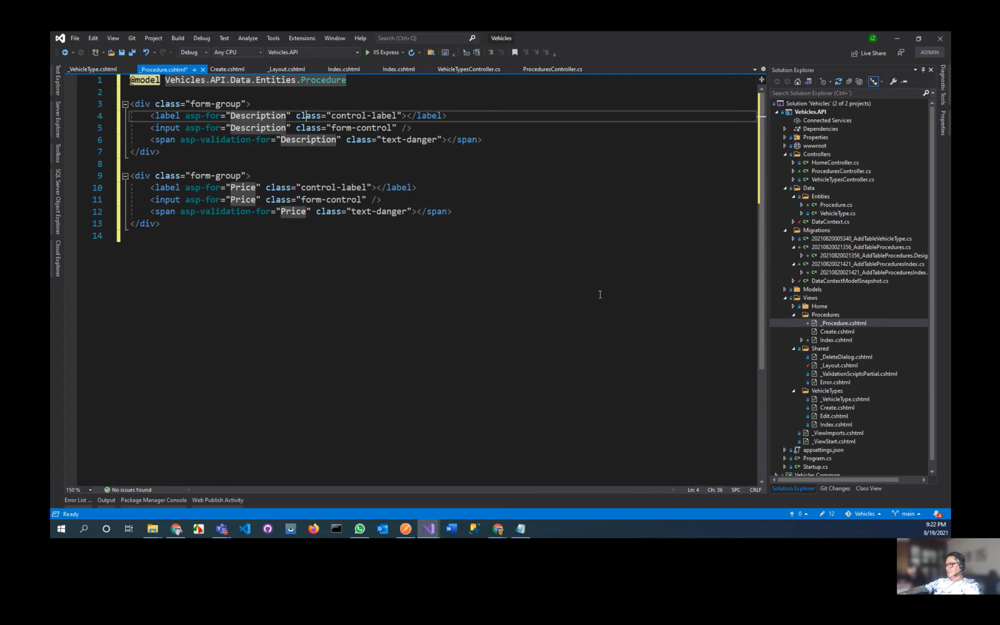 File Edit View Git Project Build Debug Test Analyze Tools Extensions Window Help Search (Ctrl+Q) Vehicles JZ
Debug Any CPU Vehicles.API IIS Express Live Share ADMIN
_VehicleType.cshtml _Procedure.cshtml* Create.cshtml _Layout.cshtml Index.cshtml Index.cshtml VehicleTypesController.cs ProceduresController.cs
Test Explorer
Server Explorer
Toolbox
SQL Server Object Explorer
Cloud Explorer
1 @model Vehicles.API.Data.Entities.Procedure
2
3 <div class="form-group">
4 <label asp-for="Description" class="control-label"></label>
5 <input asp-for="Description" class="form-control" />
6 <span asp-validation-for="Description" class="text-danger"></span>
7 </div>
8
9 <div class="form-group">
10 <label asp-for="Price" class="control-label"></label>
11 <input asp-for="Price" class="form-control" />
12 <span asp-validation-for="Price" class="text-danger"></span>
13 </div>
14
150 % No issues found Ln: 4 Ch: 36 SPC CRLF
Solution Explorer
Search Solution Explorer (Ctrl+´)
Solution 'Vehicles' (2 of 2 projects)
Vehicles.API
Connected Services
Dependencies
Properties
wwwroot
Controllers
HomeController.cs
ProceduresController.cs
VehicleTypesController.cs
Data
Entities
Procedure.cs
VehicleType.cs
DataContext.cs
Migrations
20210820005340_AddTableVehicleType.cs
20210820021356_AddTableProcedures.cs
20210820021356_AddTableProcedures.Desig
20210820021421_AddTableProceduresIndex.cs
20210820021421_AddTableProceduresIndex.
DataContextModelSnapshot.cs
Models
Views
Home
Procedures
_Procedure.cshtml
Create.cshtml
Index.cshtml
Shared
_DeleteDialog.cshtml
_Layout.cshtml
_ValidationScriptsPartial.cshtml
Error.cshtml
VehicleTypes
_VehicleType.cshtml
Create.cshtml
Edit.cshtml
Index.cshtml
_ViewImports.cshtml
_ViewStart.cshtml
appsettings.json
Program.cs
Startup.cs
Vehicles.Common
Solution Explorer Git Changes Class View
Diagnostic Tools
Properties
Error List ... Output Package Manager Console Web Publish Activity
Ready 0 12 Vehicles main 4
9:22 PM
8/19/2021